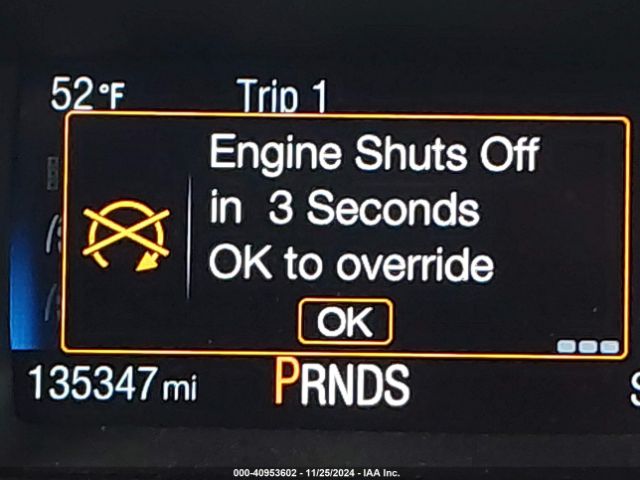 52°F Trip 1
Engine Shuts Off
in 3 Seconds
OK to override
OK
135347 mi PRNDS S
000-40953602 - 11/25/2024 - IAA Inc.